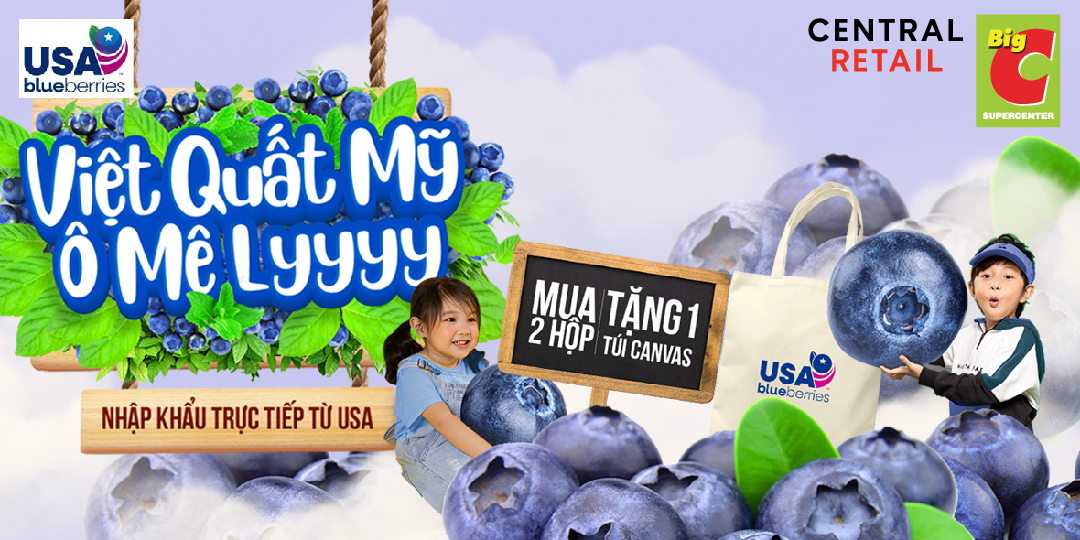 USA
blueberries
CENTRAL
RETAIL
Big
C
SUPERCENTER
Việt Quất Mỹ
Ô Mê Lyyyy
NHẬP KHẨU TRỰC TIẾP TỪ USA
MUA
2 HỘP
TẶNG 1
TÚI CANVAS
USA
blueberries